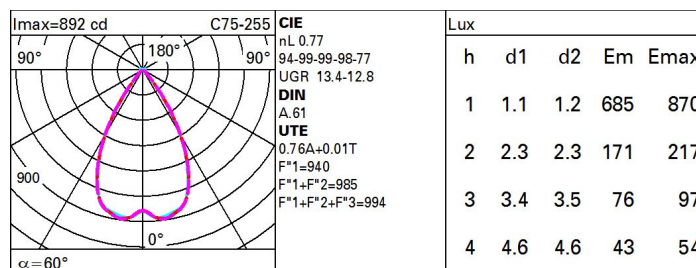 Imax=892 cd C75-255
90° 180° 90°
900
0°
α=60°
CIE
nL 0.77
94-99-99-98-77
UGR 13.4-12.8
DIN
A.61
UTE
0.76A+0.01T
F"1=940
F"1+F"2=985
F"1+F"2+F"3=994
Lux
h d1 d2 Em Emax
1 1.1 1.2 685 870
2 2.3 2.3 171 217
3 3.4 3.5 76 97
4 4.6 4.6 43 54